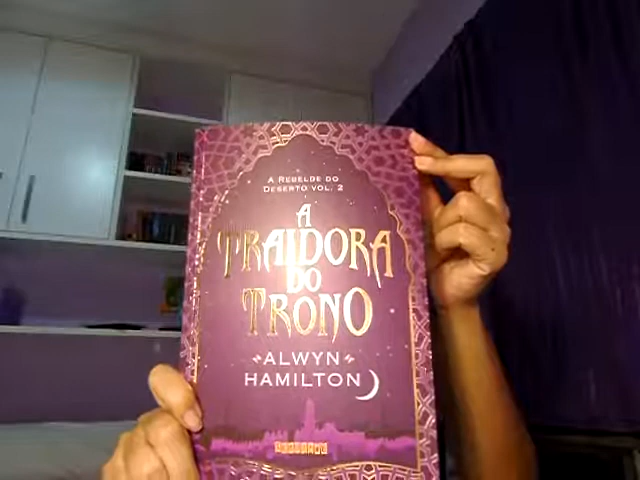 A REBELDE DO
DESERTO VOL. 2
A
TRAIDORA
DO
TRONO
ALWYN
HAMILTON